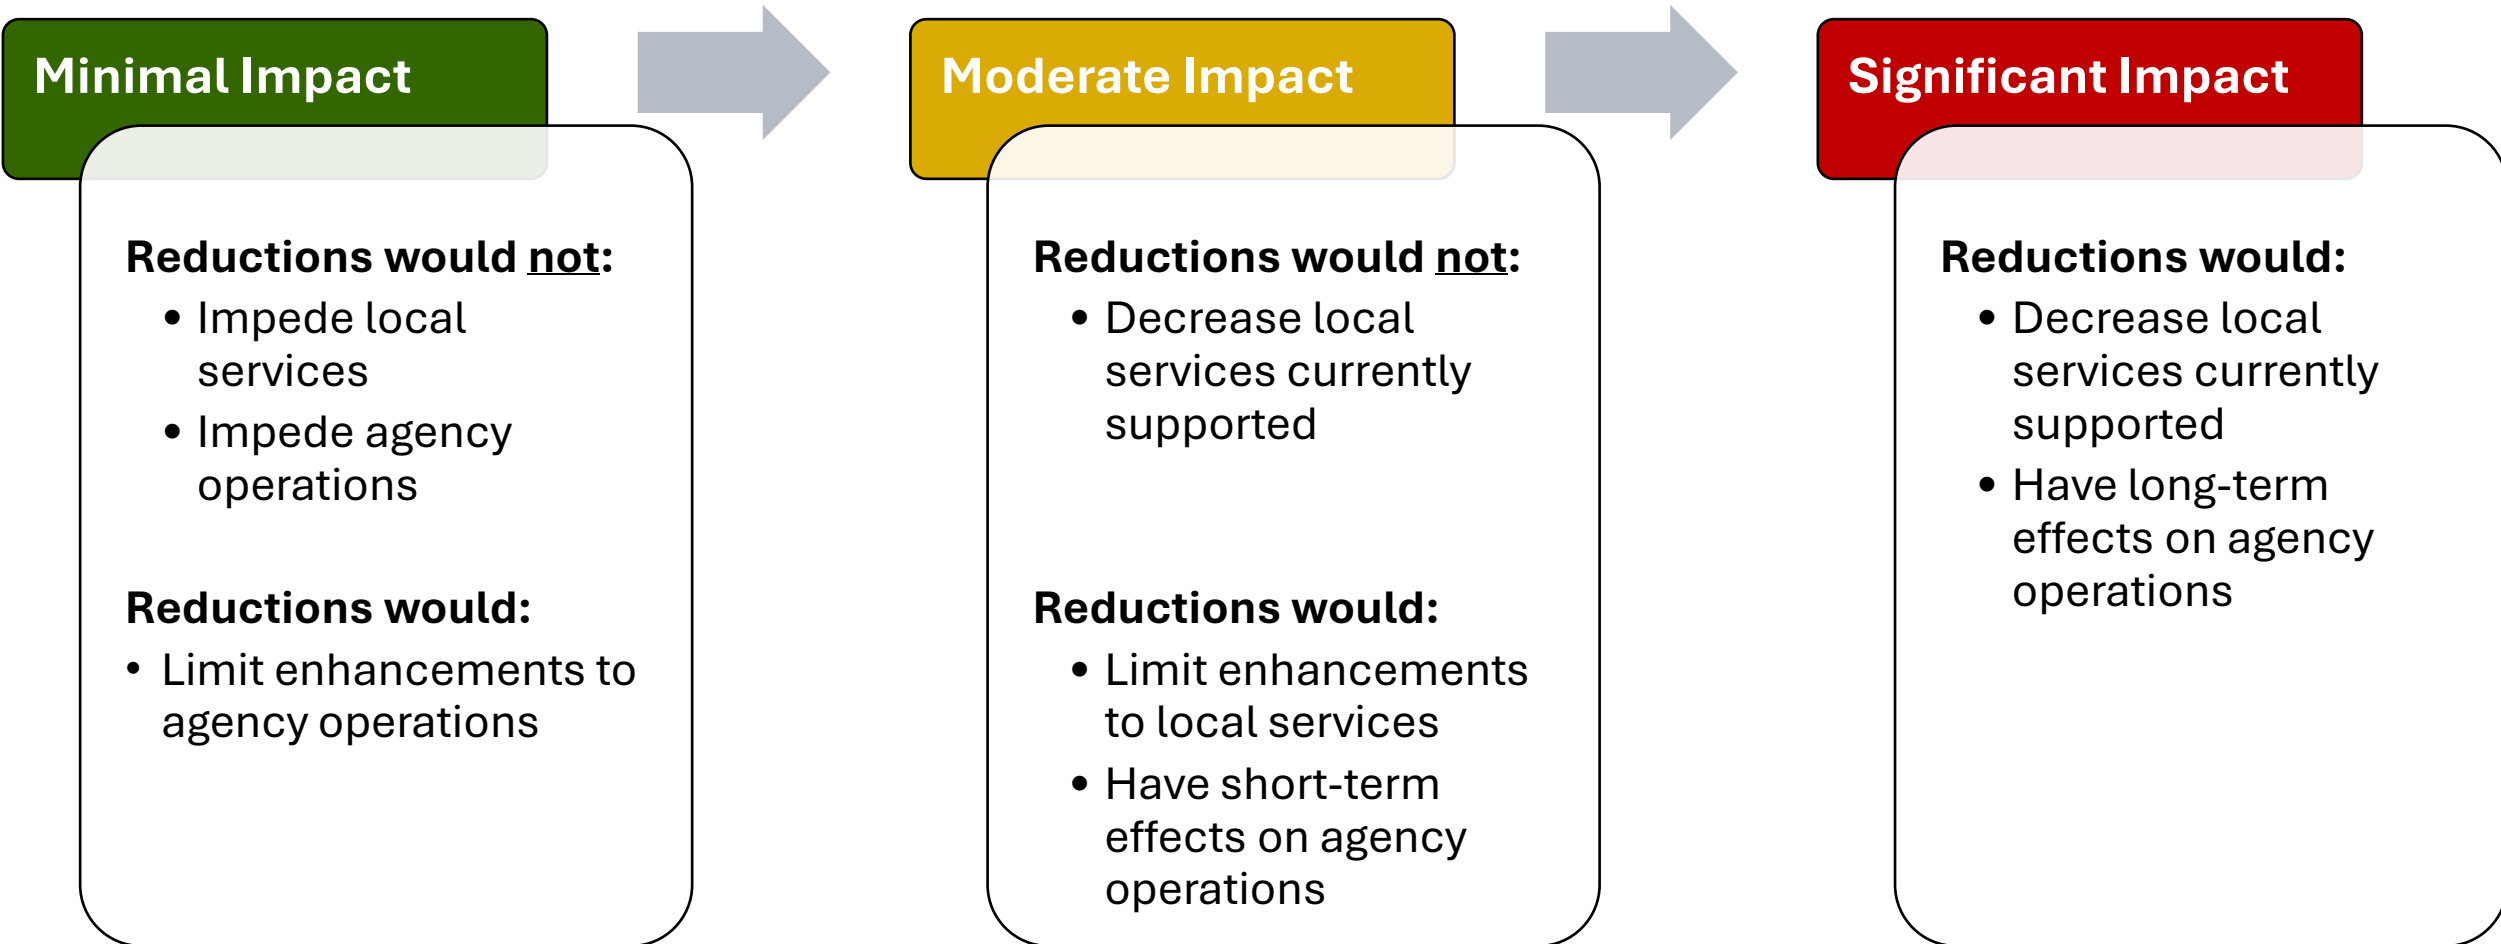 Minimal Impact
Reductions would not:
• Impede local
services
• Impede agency
operations
Reductions would:
• Limit enhancements to
agency operations
Moderate Impact
Reductions would not:
• Decrease local
services currently
supported
Reductions would:
• Limit enhancements
to local services
• Have short-term
effects on agency
operations
Significant Impact
Reductions would:
• Decrease local
services currently
supported
• Have long-term
effects on agency
operations